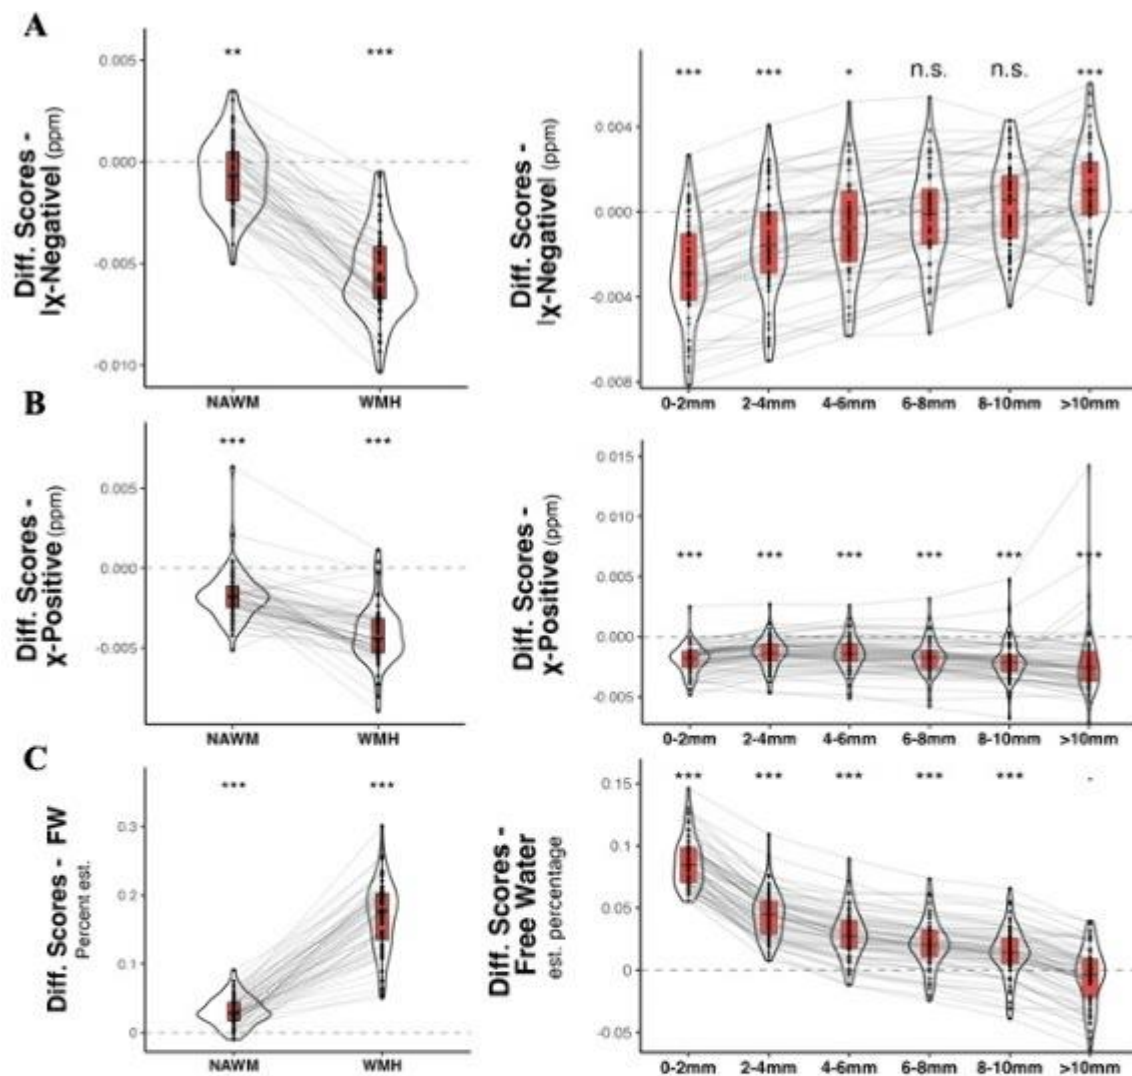 A
Diff. Scores -
|χ-Negative| (ppm)
0.005
0.000
-0.005
-0.010
** ***
NAWM WMH
Diff. Scores -
|χ-Negative| (ppm)
0.004
0.000
-0.004
-0.008
*** *** * n.s. n.s. ***
0-2mm 2-4mm 4-6mm 6-8mm 8-10mm >10mm
B
Diff. Scores -
χ-Positive (ppm)
0.005
0.000
-0.005
*** ***
NAWM WMH
Diff. Scores -
χ-Positive (ppm)
0.015
0.010
0.005
0.000
-0.005
*** *** *** *** *** ***
0-2mm 2-4mm 4-6mm 6-8mm 8-10mm >10mm
C
Diff. Scores - FW
Percent est.
0.3
0.2
0.1
0
*** ***
NAWM WMH
Diff. Scores -
Free Water
est. percentage
0.15
0.1
0.05
0
-0.05
*** *** *** *** *** -
0-2mm 2-4mm 4-6mm 6-8mm 8-10mm >10mm